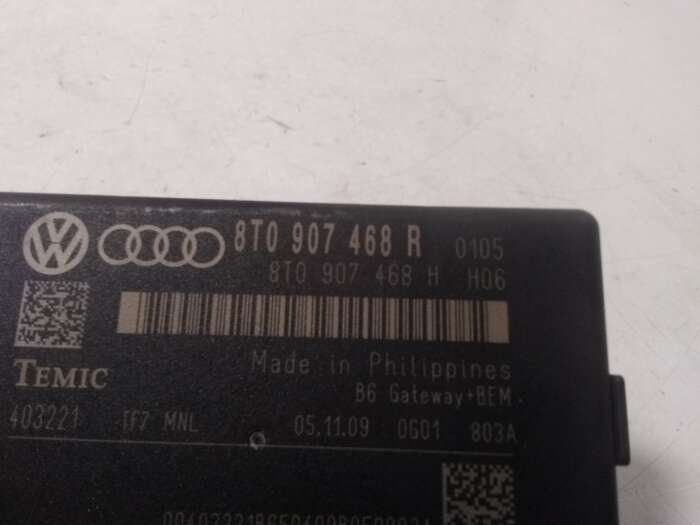 8T0 907 468 R 0105
8T0 907 468 H H06
TEMIC
Made in Philippines
B6 Gateway+BEM.
403221 TF7 MNL 05.11.09 0G01 803A